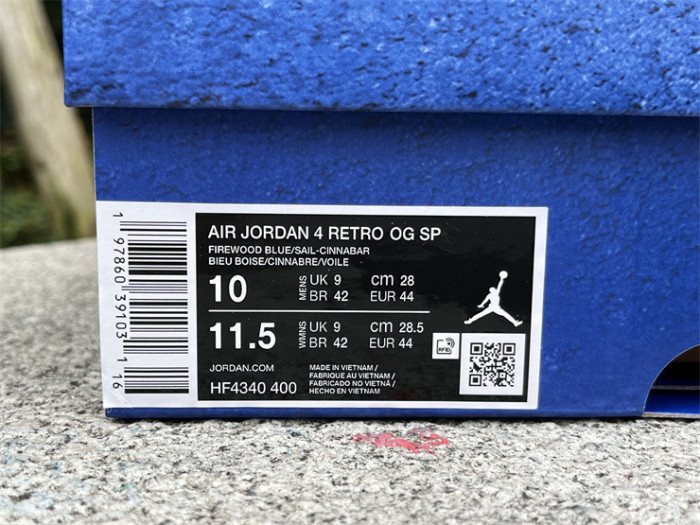 AIR JORDAN 4 RETRO OG SP
FIREWOOD BLUE/SAIL-CINNABAR
BIEU BOISE/CINNABRE/VOILE
10 MENS UK 9 cm 28
BR 42 EUR 44
11.5 WMNS UK 9 cm 28.5
BR 42 EUR 44
RFID
JORDAN.COM
HF4340 400
MADE IN VIETNAM /
FABRIQUE AU VIETNAM /
FABRICADO NO VIETNÃ /
HECHO EN VIETNAM
1 97860 39103 1 16